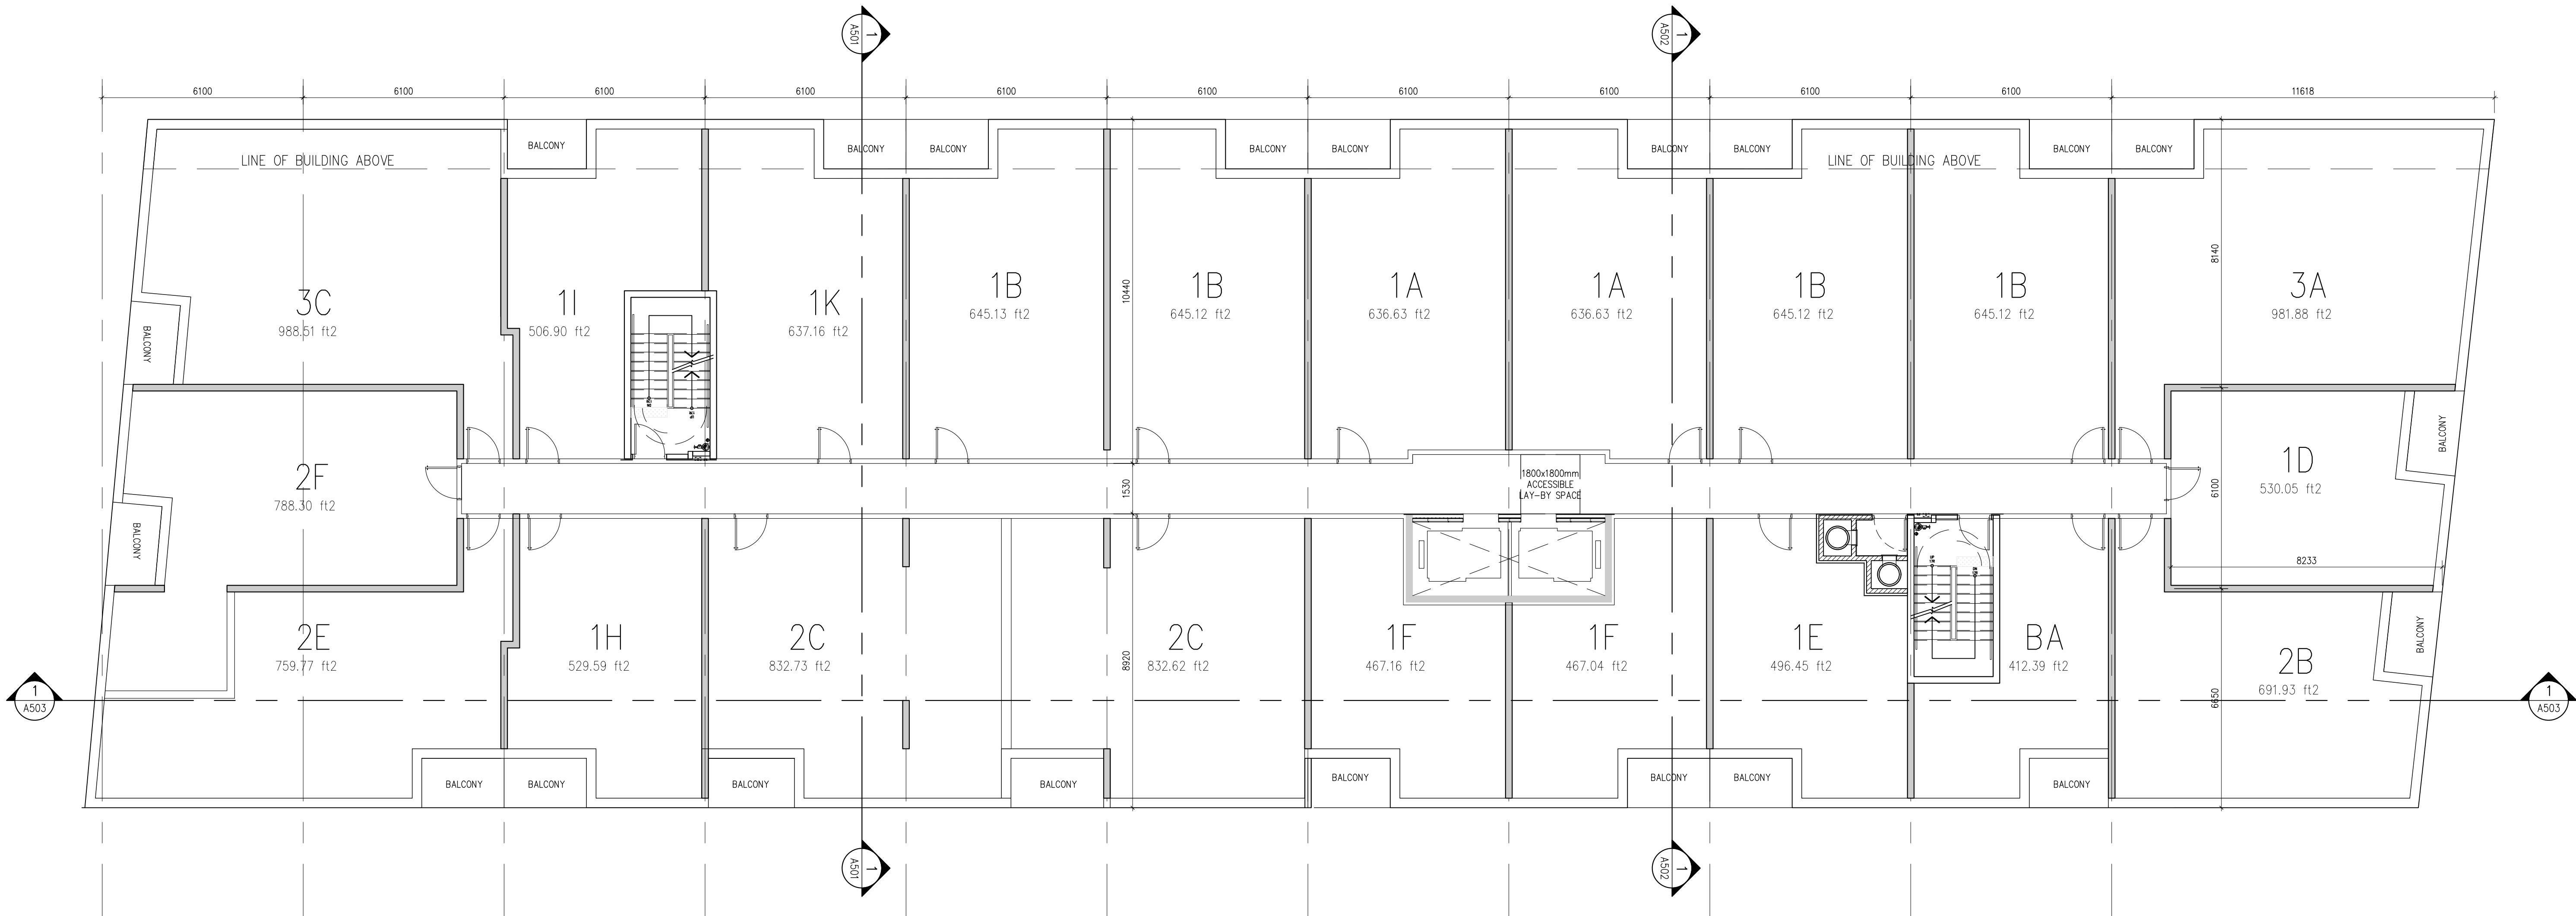 1
A501
1
A502
6100
6100
6100
6100
6100
6100
6100
6100
6100
6100
11618
BALCONY
BALCONY
BALCONY
BALCONY
BALCONY
BALCONY
BALCONY
BALCONY
BALCONY
LINE OF BUILDING ABOVE
LINE OF BUILDING ABOVE
8140
10440
3C
988.51 ft2
1I
506.90 ft2
1K
637.16 ft2
1B
645.13 ft2
1B
645.12 ft2
1A
636.63 ft2
1A
636.63 ft2
1B
645.12 ft2
1B
645.12 ft2
3A
981.88 ft2
BALCONY
BALCONY
2F
788.30 ft2
1530
1800x1800mm
ACCESSIBLE
LAY-BY SPACE
1D
530.05 ft2
6100
BALCONY
8233
2E
759.77 ft2
1H
529.59 ft2
2C
832.73 ft2
8920
2C
832.62 ft2
1F
467.16 ft2
1F
467.04 ft2
1E
496.45 ft2
BA
412.39 ft2
2B
691.93 ft2
BALCONY
6650
1
A503
1
A503
BALCONY
BALCONY
BALCONY
BALCONY
BALCONY
BALCONY
BALCONY
BALCONY
1
A501
1
A502